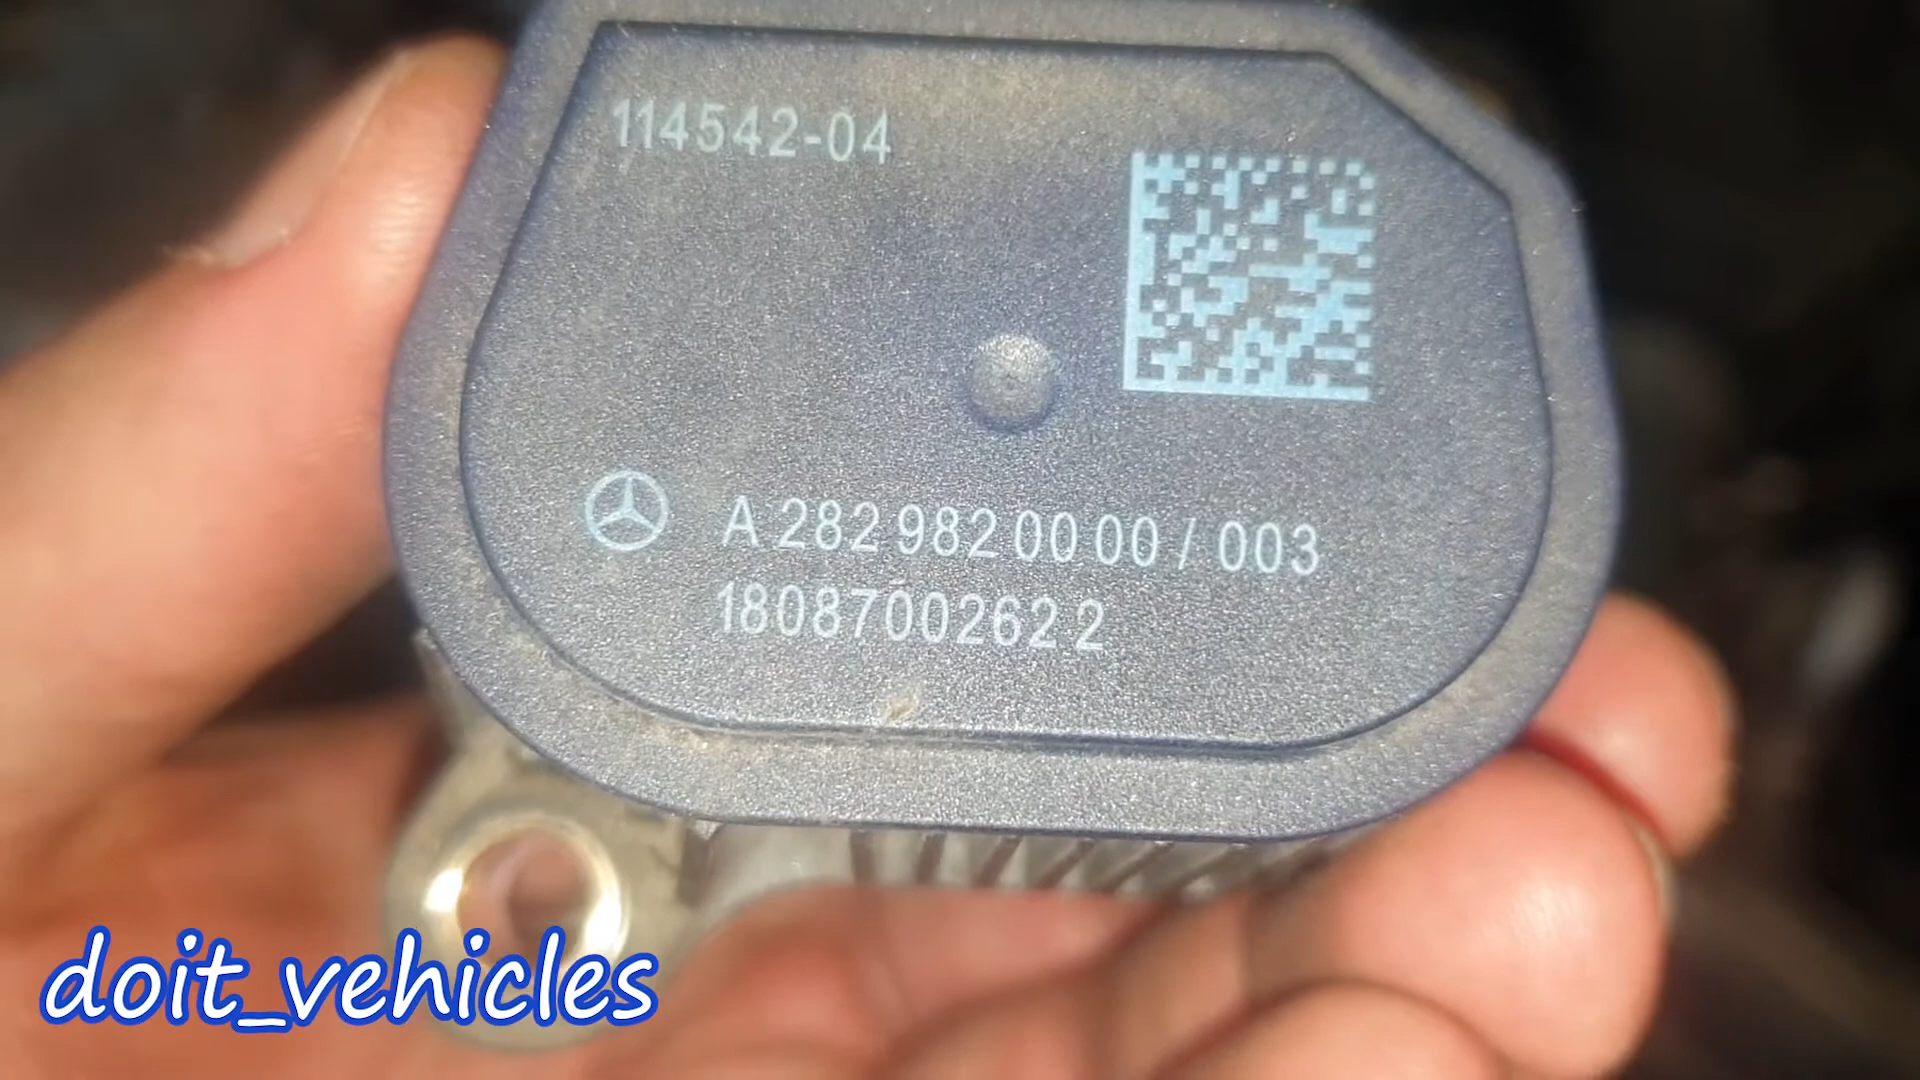 114542-04
A 282 982 00 00 / 003
18087002622
doit_vehicles